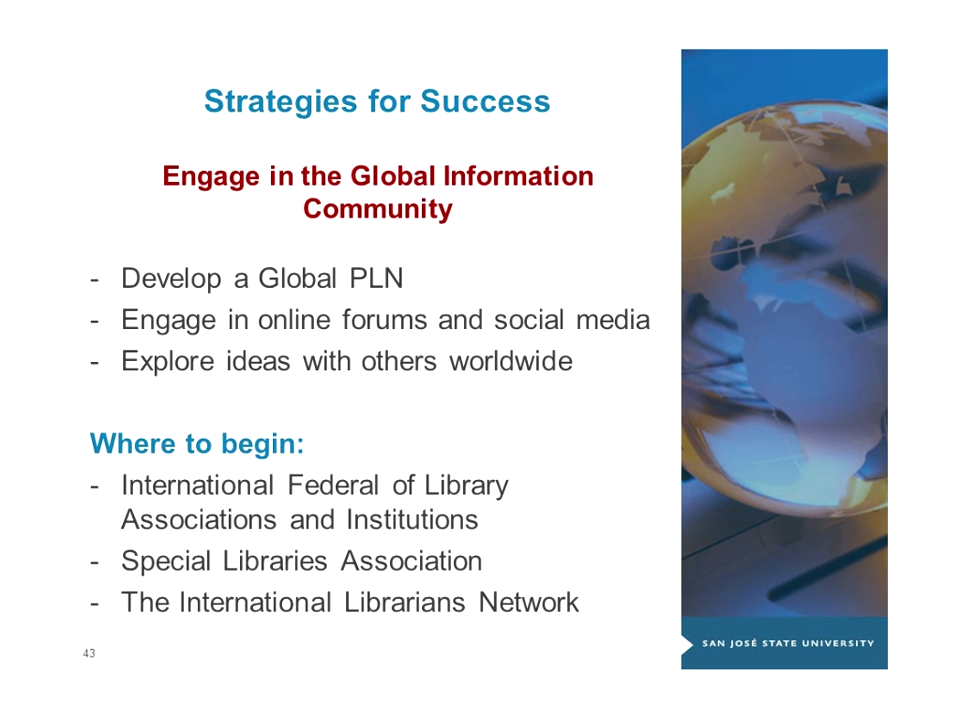 Strategies for Success
Engage in the Global Information
Community
- Develop a Global PLN
- Engage in online forums and social media
- Explore ideas with others worldwide
Where to begin:
- International Federal of Library
Associations and Institutions
- Special Libraries Association
- The International Librarians Network
43
SAN JOSÉ STATE UNIVERSITY